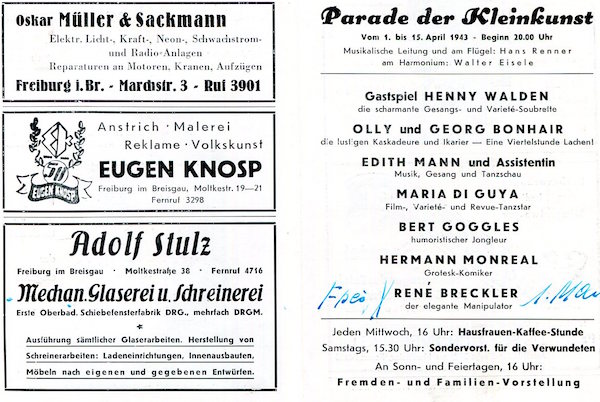 Oskar Müller & Sackmann
Elektr. Licht-, Kraft-, Neon-, Schwachstrom-
und Radio-Anlagen
Reparaturen an Motoren, Kranen, Aufzügen
Freiburg i. Br. - Marchstr. 3 - Ruf 3901
Anstrich · Malerei
Reklame · Volkskunst
50
EUGEN KNOSP
EUGEN KNOSP
Freiburg im Breisgau, Moltkestr. 19—21
Fernruf 3298
Adolf Stulz
Freiburg im Breisgau · Moltkestraße 38 · Fernruf 4716
Mechan. Glaserei u. Schreinerei
Erste Oberbad. Schiebefensterfabrik DRG., mehrfach DRGM.
*
Ausführung sämtlicher Glaserarbeiten. Herstellung von
Schreinerarbeiten: Ladeneinrichtungen, Innenausbauten,
Möbeln nach eigenen und gegebenen Entwürfen.
Parade der Kleinkunst
Vom 1. bis 15. April 1943 - Beginn 20.00 Uhr
Musikalische Leitung und am Flügel: Hans Renner
am Harmonium: Walter Eisele
Gastspiel HENNY WALDEN
die scharmante Gesangs- und Varieté-Soubrette
OLLY und GEORG BONHAIR
die lustigen Kaskadeure und Ikarier — Eine Viertelstunde Lachen!
EDITH MANN und Assistentin
Musik, Gesang und Tanzschau
MARIA DI GUYA
Film-, Varieté- und Revue-Tanzstar
BERT GOGGLES
humoristischer Jongleur
HERMANN MONREAL
Grotesk-Komiker
RENÉ BRECKLER 1. Mai
der elegante Manipulator
Jeden Mittwoch, 16 Uhr: Hausfrauen-Kaffee-Stunde
Samstags, 15.30 Uhr: Sondervorst. für die Verwundeten
An Sonn- und Feiertagen, 16 Uhr:
Fremden- und Familien-Vorstellung